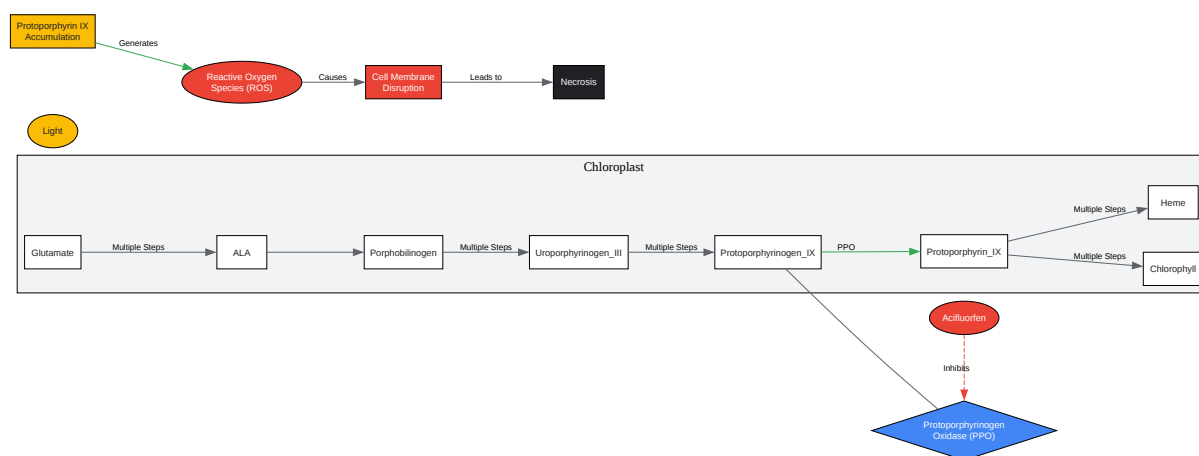 Protoporphyrin IX
Accumulation
Generates
Reactive Oxygen
Species (ROS)
Causes
Cell Membrane
Disruption
Leads to
Necrosis
Light
Chloroplast
Glutamate
Multiple Steps
ALA
Porphobilinogen
Multiple Steps
Uroporphyrinogen_III
Multiple Steps
Protoporphyrinogen_IX
PPO
Protoporphyrin_IX
Multiple Steps
Heme
Multiple Steps
Chlorophyll
Acifluorfen
Inhibits
Protoporphyrinogen
Oxidase (PPO)